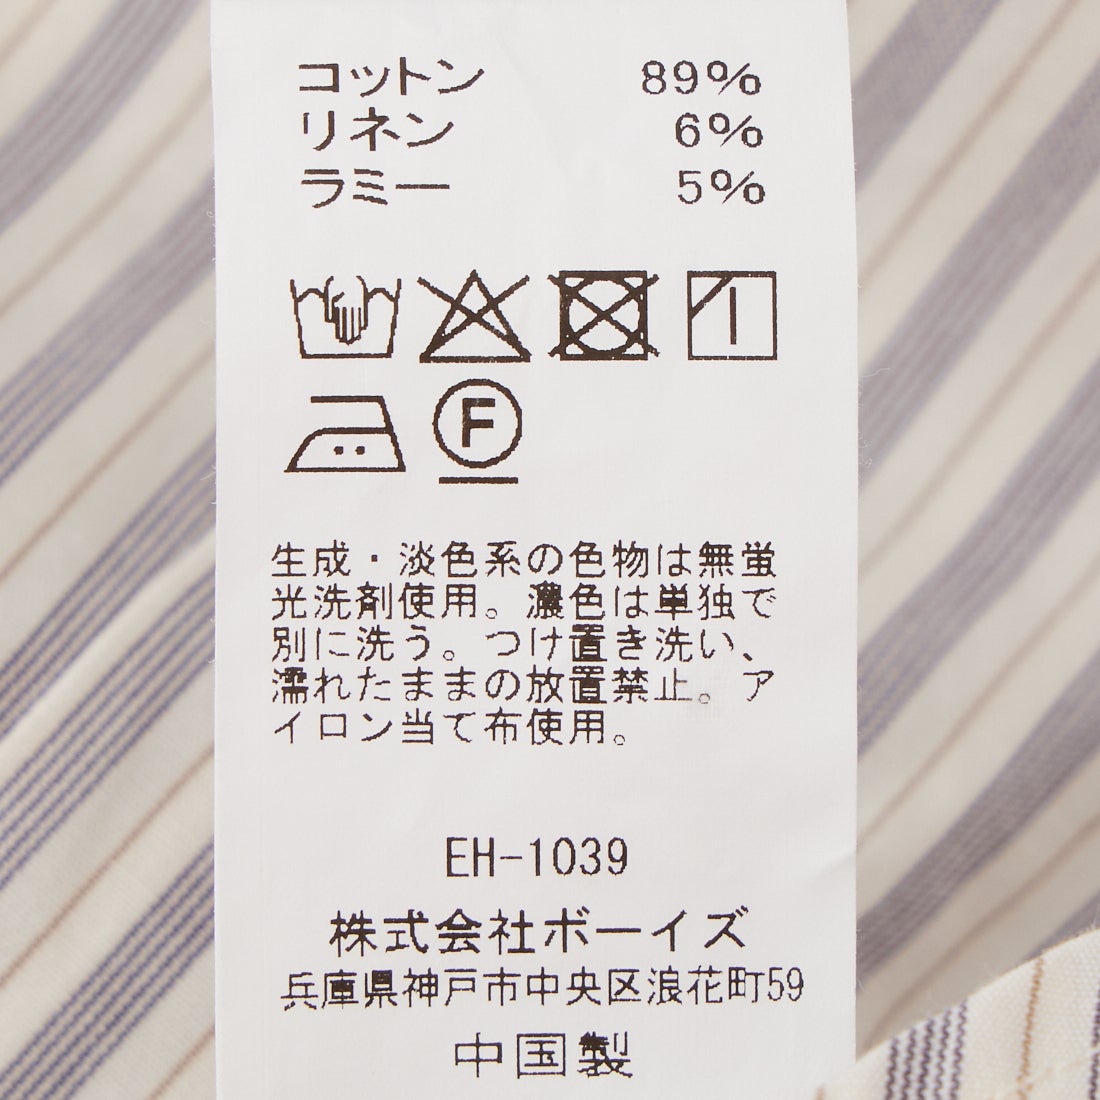 コットン 89%
リネン 6%
ラミー 5%
F
生成・淡色系の色物は無蛍
光洗剤使用。濃色は単独で
別に洗う。つけ置き洗い、
濡れたままの放置禁止。ア
イロン当て布使用。
EH-1039
株式会社ボーイズ
兵庫県神戸市中央区浪花町59
中国製